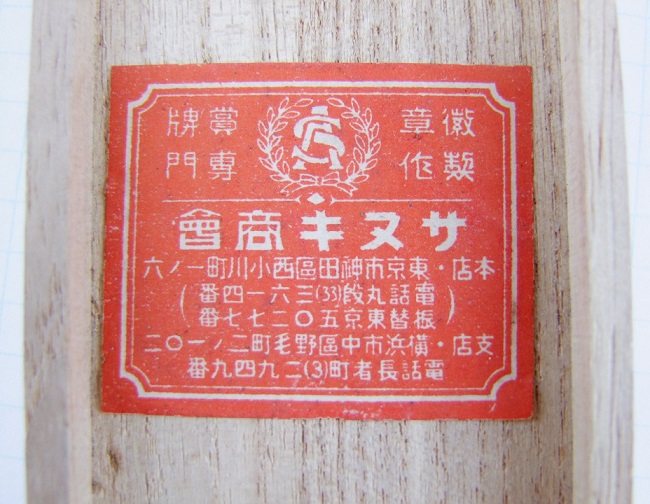 徽章 賞牌
製作 專門
サヌキ商會
本店・東京市神田區西小川町一ノ六
(電話九段(33)三六一四番
振替東京五〇二七七番)
支店・横浜市中區野毛町二ノ一〇二
電話長者町(3)二九四九番